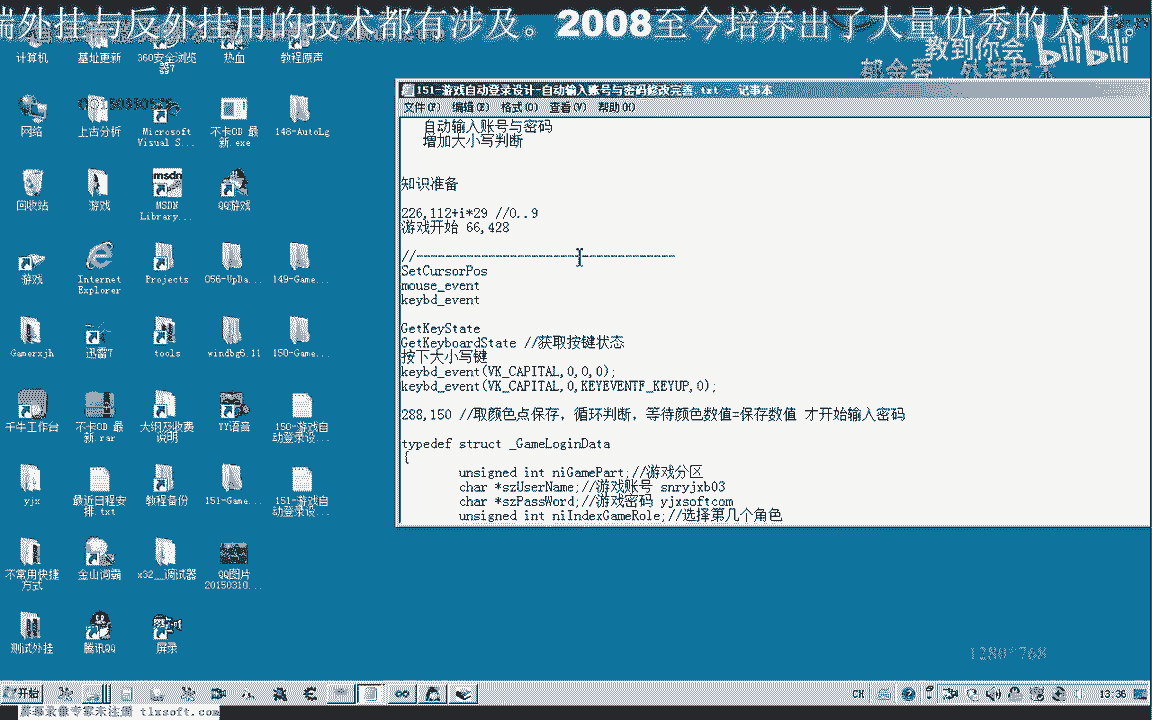 端外挂与反外挂用的技术都有涉及。2008至今培养出了大量优秀的人才。
教到你会 bilibili
计算机
基址更新
360安全浏览器7
热血
教程原声
网络
上古分析
Microsoft Visual S...
不卡OD 最新.exe
148-AutoLg
回收站
游戏
MSDN Library...
QQ游戏
游戏
Internet Explorer
Projects
056-UpDa...
149-Game...
Gamerxjh
迅雷7
tools
windbg6.11
150-Game...
千牛工作台
不卡OD 最新.rar
大纲及收费说明
YY语音
150-游戏自动登录设...
yjx
最近日程安排.txt
教程备份
151-Game...
151-游戏自动登录设...
不常用快捷方式
金山词霸
x32__调试器
QQ图片20150310...
测试外挂
腾讯QQ
屏录
151-游戏自动登录设计-自动输入账号与密码修改完善.txt - 记事本
文件(F) 编辑(E) 格式(O) 查看(V) 帮助(H)
自动输入账号与密码
增加大小写判断
知识准备
226,112+i*29 //0..9
游戏开始 66,428
//------------------------------------
SetCursorPos
mouse_event
keybd_event
GetKeyState
GetKeyboardState //获取按键状态
按下大小写键
keybd_event(VK_CAPITAL,0,0,0);
keybd_event(VK_CAPITAL,0,KEYEVENTF_KEYUP,0);
288,150 //取颜色点保存，循环判断，等待颜色数值=保存数值 才开始输入密码
typedef struct _GameLoginData
{
unsigned int niGamePart;//游戏分区
char *szUserName;//游戏账号 snryjxb03
char *szPassWord;//游戏密码 yjxsoftcom
unsigned int niIndexGameRole;//选择第几个角色
1280*768
开始
CH
13:36
屏幕录像专家未注册 tlxsoft.com